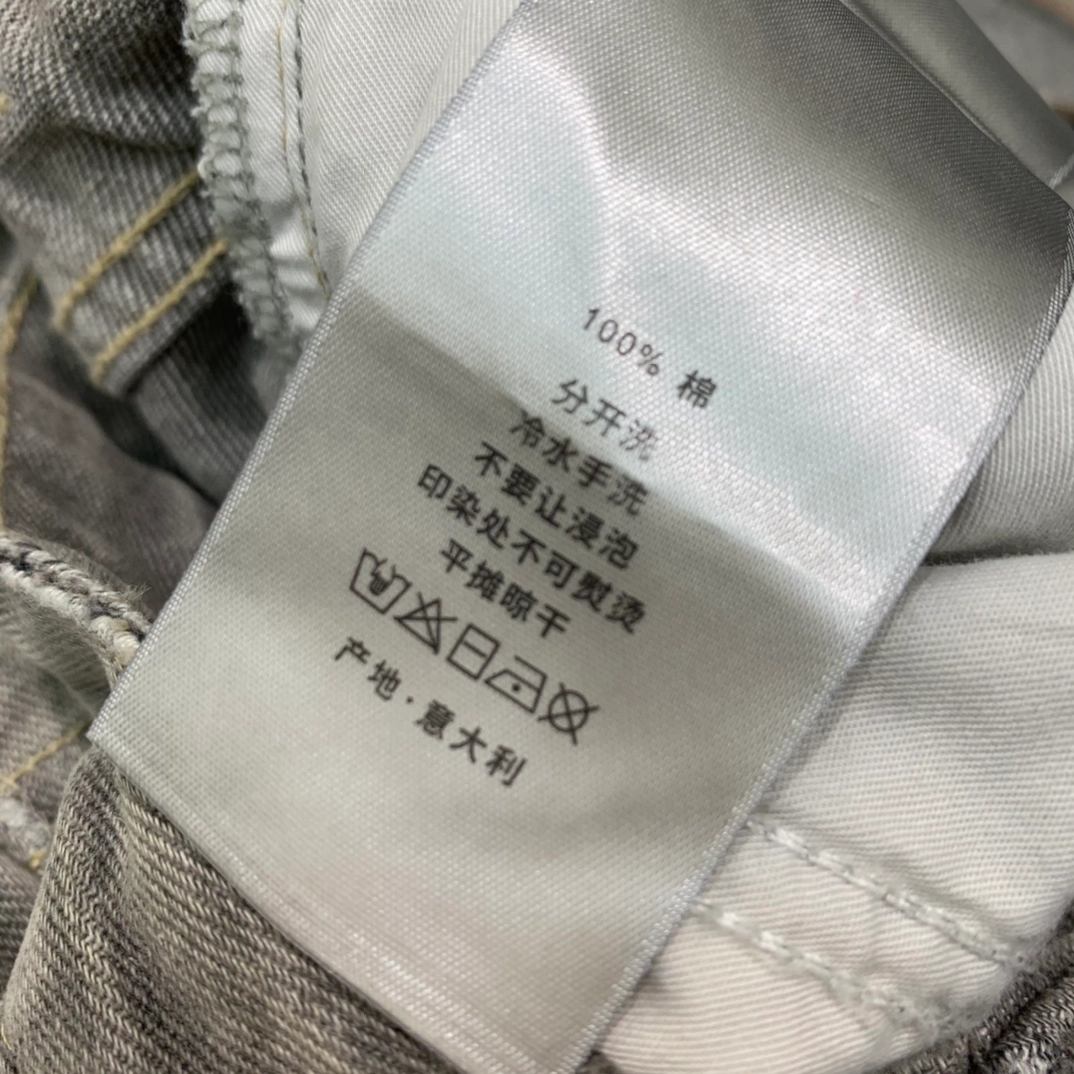 100% 棉
分开洗
冷水手洗
不要让浸泡
印染处不可熨烫
平摊晾干
产地·意大利